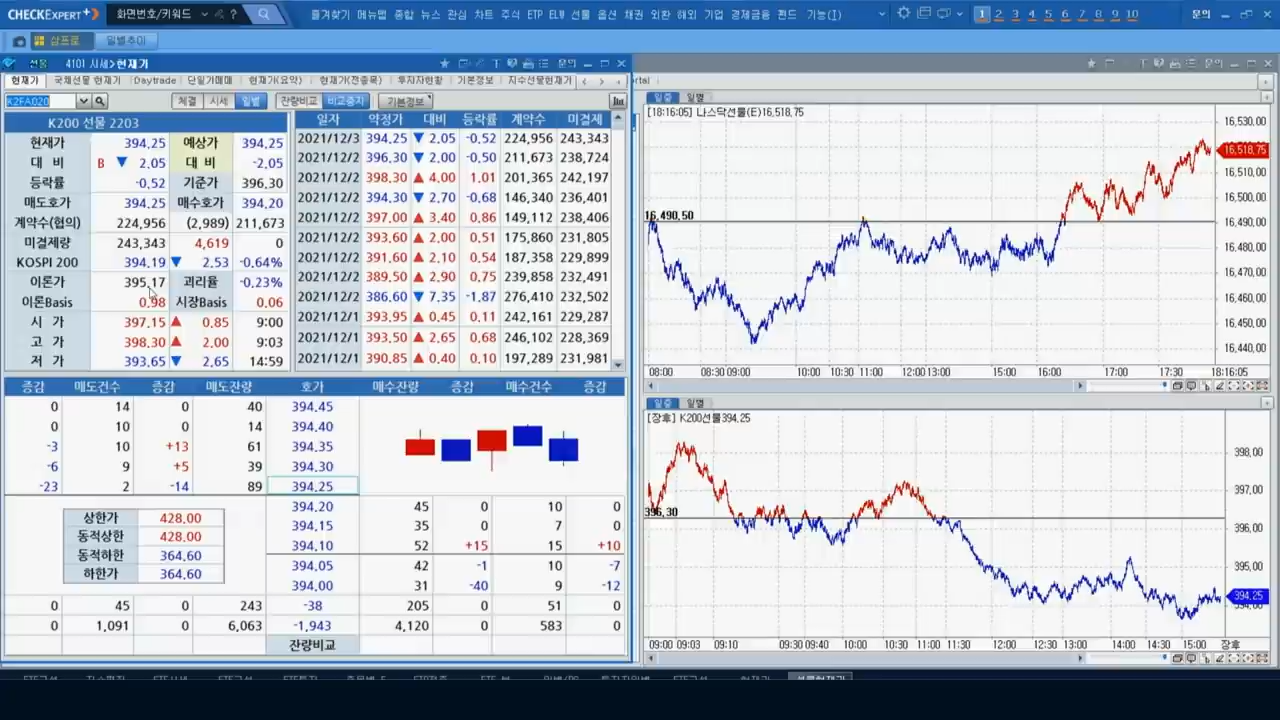 CHECKEXPERT+ 화면번호/키워드 즐겨찾기 메뉴맵 종합 뉴스 관심 차트 주식 ETP ELW 선물 옵션 채권 외환 해외 기업 경제금융 펀드 기능(I) 1 2 3 4 5 6 7 8 9 10 문의
삼프로 일별추이
선물 4101 시세>현재가 문의
현재가 국채선물 현재가 Daytrade 단일가매매 현재가(요약) 현재가(전종목) 투자자현황 기본정보 지수선물현재가
K2FA020 체결 시세 일별 잔량비교 비교증자 기본정보
K200 선물 2203
현재가 394.25 예상가 394.25
대 비 B ▼ 2.05 대 비 -2.05
등락률 -0.52 기준가 396.30
매도호가 394.25 매수호가 394.20
계약수(협의) 224,956 (2,989) 211,673
미결제량 243,343 4,619 0
KOSPI 200 394.19 ▼ 2.53 -0.64%
이론가 395.17 괴리율 -0.23%
이론Basis 0.98 시장Basis 0.06
시 가 397.15 ▲ 0.85 9:00
고 가 398.30 ▲ 2.00 9:03
저 가 393.65 ▼ 2.65 14:59
일자 약정가 대비 등락률 계약수 미결제
2021/12/3 394.25 ▼ 2.05 -0.52 224,956 243,343
2021/12/2 396.30 ▼ 2.00 -0.50 211,673 238,724
2021/12/2 398.30 ▲ 4.00 1.01 201,365 242,197
2021/12/2 394.30 ▼ 2.70 -0.68 146,340 236,401
2021/12/2 397.00 ▲ 3.40 0.86 149,112 238,406
2021/12/2 393.60 ▲ 2.00 0.51 175,860 231,805
2021/12/2 391.60 ▲ 2.10 0.54 187,358 229,899
2021/12/2 389.50 ▲ 2.90 0.75 239,858 232,491
2021/12/2 386.60 ▼ 7.35 -1.87 276,410 232,502
2021/12/1 393.95 ▲ 0.45 0.11 242,161 229,287
2021/12/1 393.50 ▲ 2.65 0.68 246,102 228,369
2021/12/1 390.85 ▲ 0.40 0.10 197,289 231,981
증감 매도건수 증감 매도잔량 호가 매수잔량 증감 매수건수 증감
0 14 0 40 394.45
0 10 0 14 394.40
-3 10 +13 61 394.35
-6 9 +5 39 394.30
-23 2 -14 89 394.25
394.20 45 0 10 0
상한가 428.00
394.15 35 0 7 0
동적상한 428.00
394.10 52 +15 15 +10
동적하한 364.60
394.05 42 -1 10 -7
하한가 364.60
394.00 31 -40 9 -12
0 45 0 243 -38 205 0 51 0
0 1,091 0 6,063 -1,943 4,120 0 583 0
잔량비교
rtal 문의
일중 일별
[18:16:05] 나스닥선물(E)16,518.75
16,530.00
16,518.75
16,510.00
16,500.00
16,490.50
16,490.00
16,480.00
16,470.00
16,460.00
16,450.00
16,440.00
08:00 08:30 09:00 10:00 10:30 11:00 12:00 13:00 15:00 16:00 17:00 17:30 18:16:05
일중 일별
[장후] K200선물394.25
398.00
397.00
396.30
396.00
395.00
394.25
09:00 09:03 09:10 09:30 09:40 10:00 10:30 11:00 11:30 12:00 12:30 13:00 14:00 14:30 15:00 장후